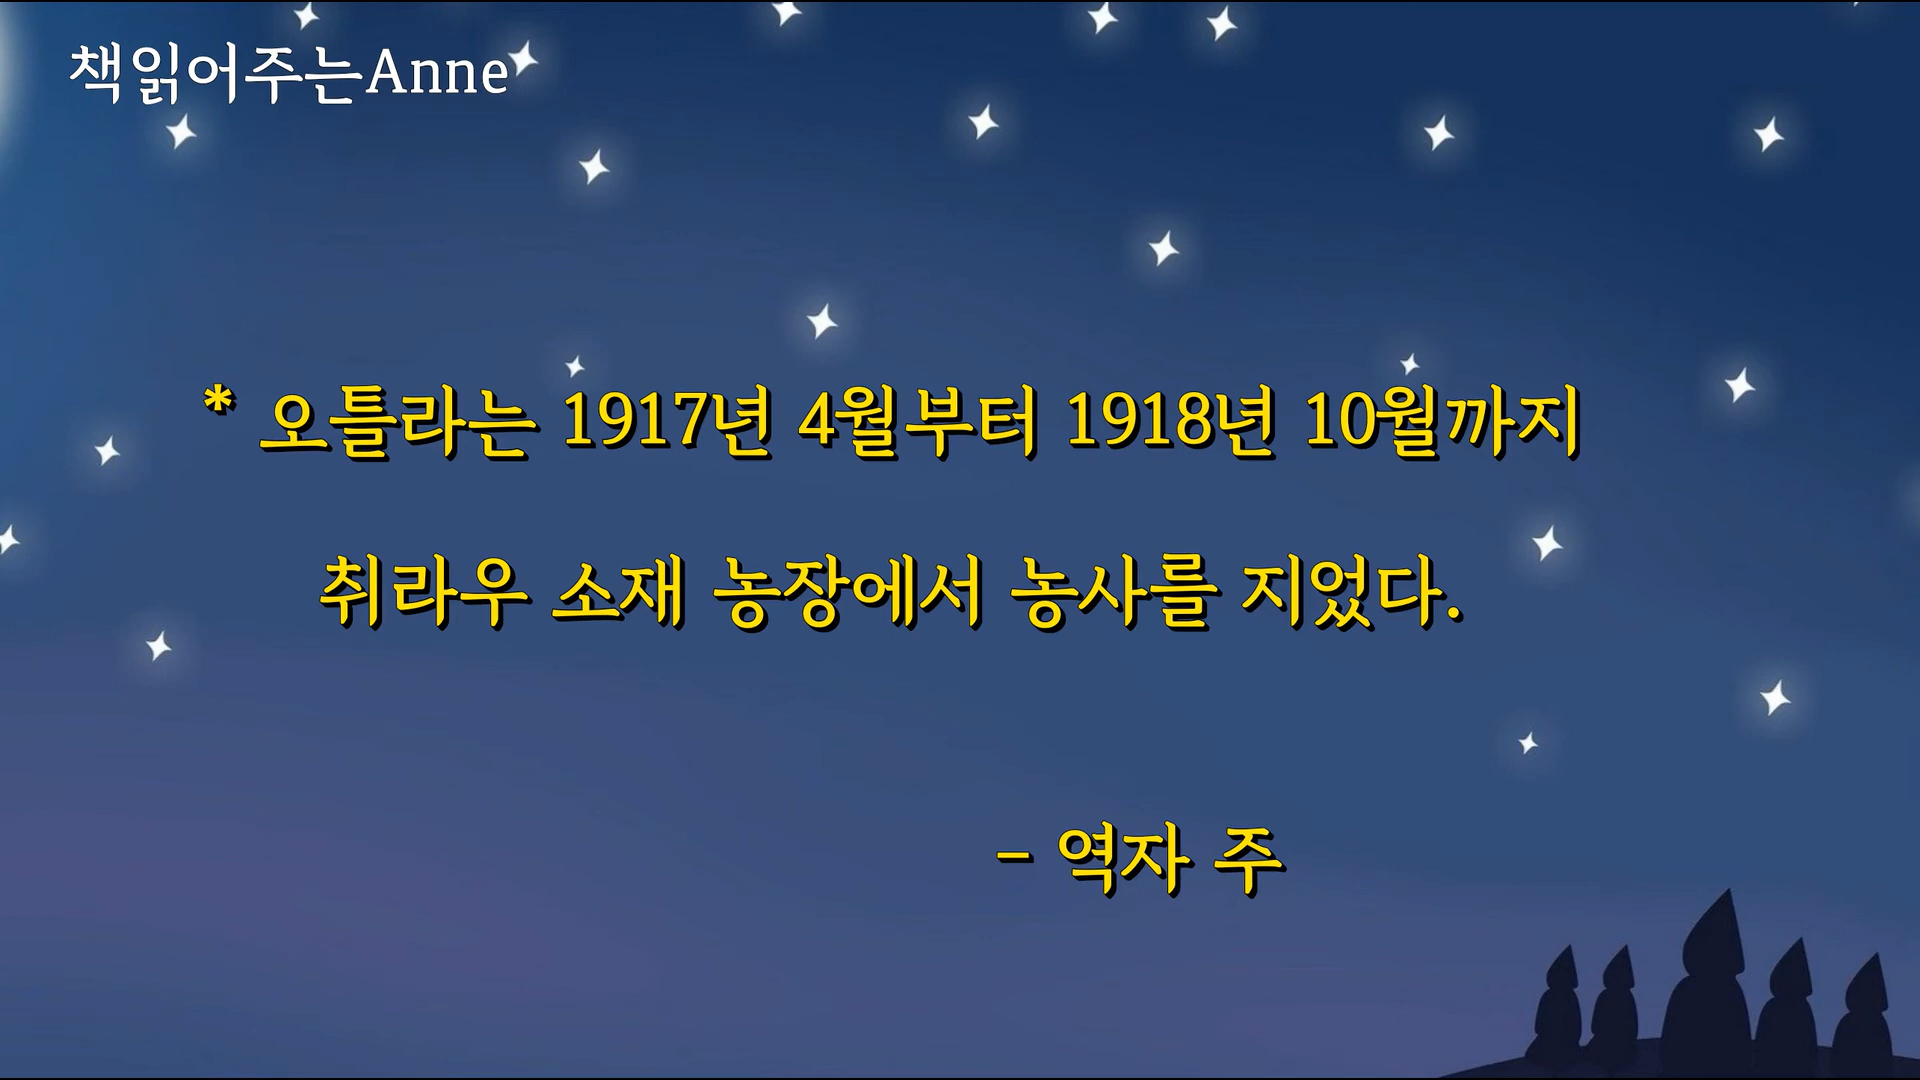 책읽어주는Anne
* 오틀라는 1917년 4월부터 1918년 10월까지
취라우 소재 농장에서 농사를 지었다.
- 역자 주